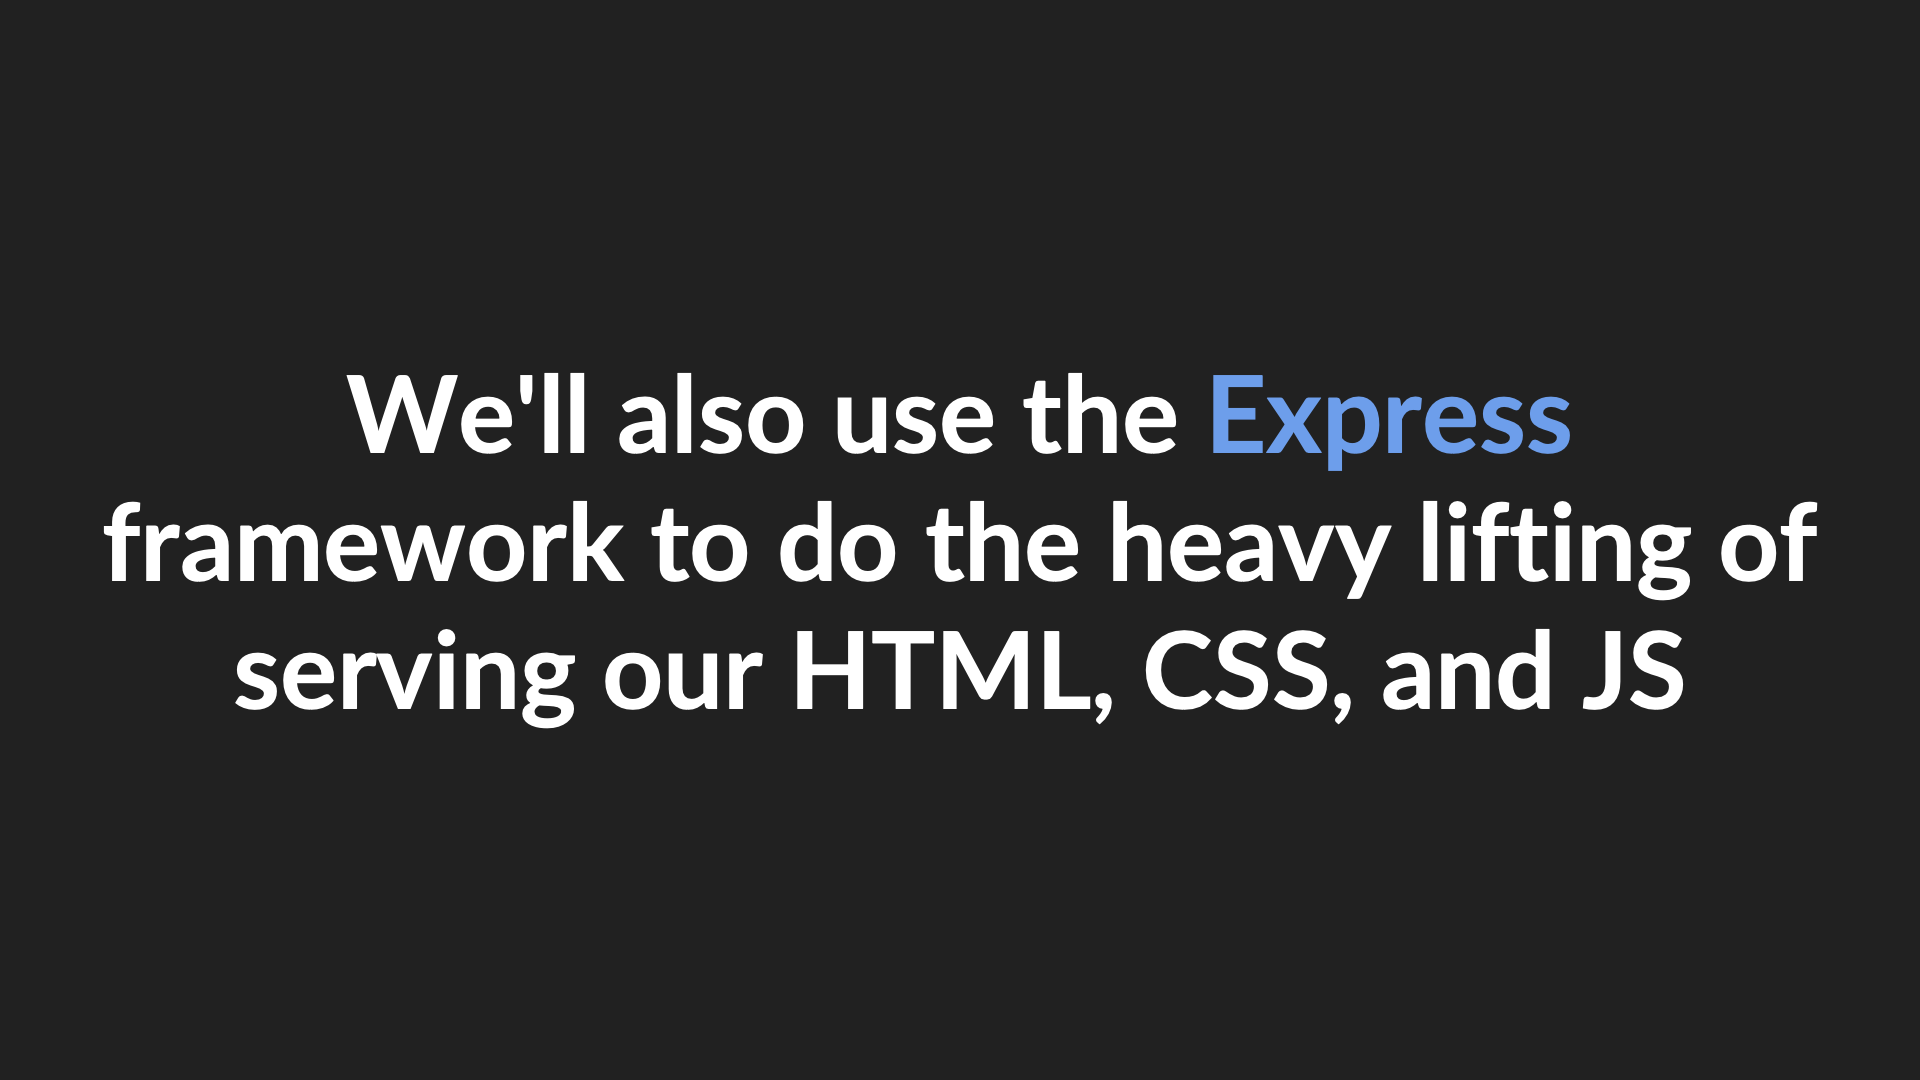 We'll also use the Express
framework to do the heavy lifting of
serving our HTML, CSS, and JS